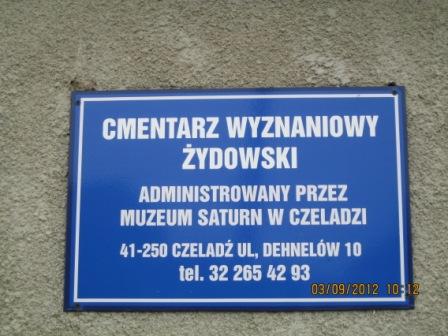 CMENTARZ WYZNANIOWY
ŻYDOWSKI
ADMINISTROWANY PRZEZ
MUZEUM SATURN W CZELADZI
41-250 CZELADŹ UL, DEHNELÓW 10
tel. 32 265 42 93
03/09/2012 10:12